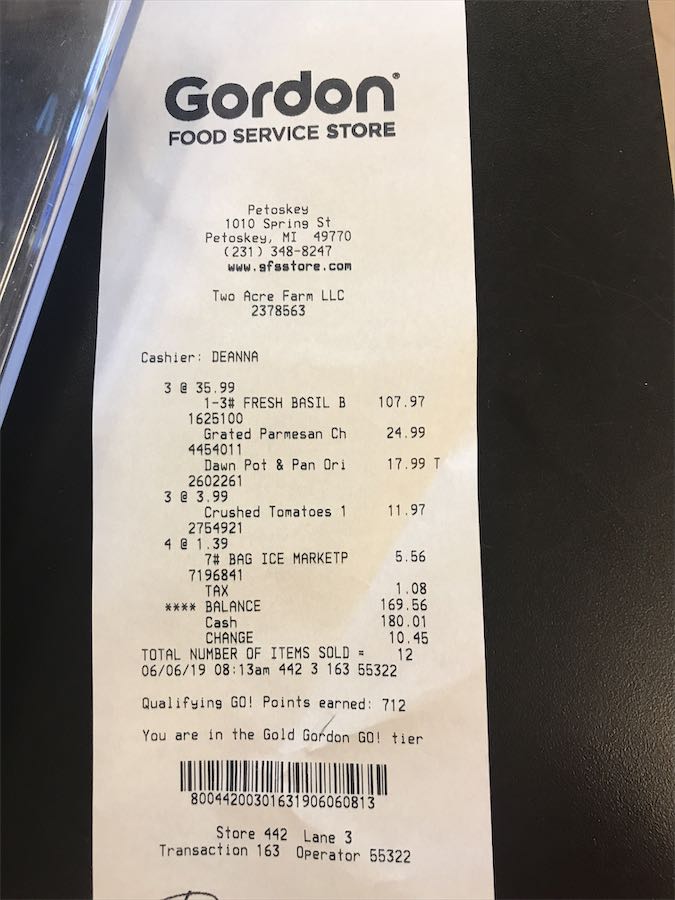 Gordon®
FOOD SERVICE STORE
Petoskey
1010 Spring St
Petoskey, MI 49770
(231) 348-8247
www.gfsstore.com
Two Acre Farm LLC
2378563
Cashier: DEANNA
3 @ 35.99
1-3# FRESH BASIL B 107.97
1625100
Grated Parmesan Ch 24.99
4454011
Dawn Pot & Pan Ori 17.99 T
2602261
3 @ 3.99
Crushed Tomatoes 1 11.97
2754921
4 @ 1.39
7# BAG ICE MARKETP 5.56
7196841
TAX 1.08
**** BALANCE 169.56
Cash 180.01
CHANGE 10.45
TOTAL NUMBER OF ITEMS SOLD = 12
06/06/19 08:13am 442 3 163 55322
Qualifying GO! Points earned: 712
You are in the Gold Gordon GO! tier
80044200301631906060813
Store 442 Lane 3
Transaction 163 Operator 55322